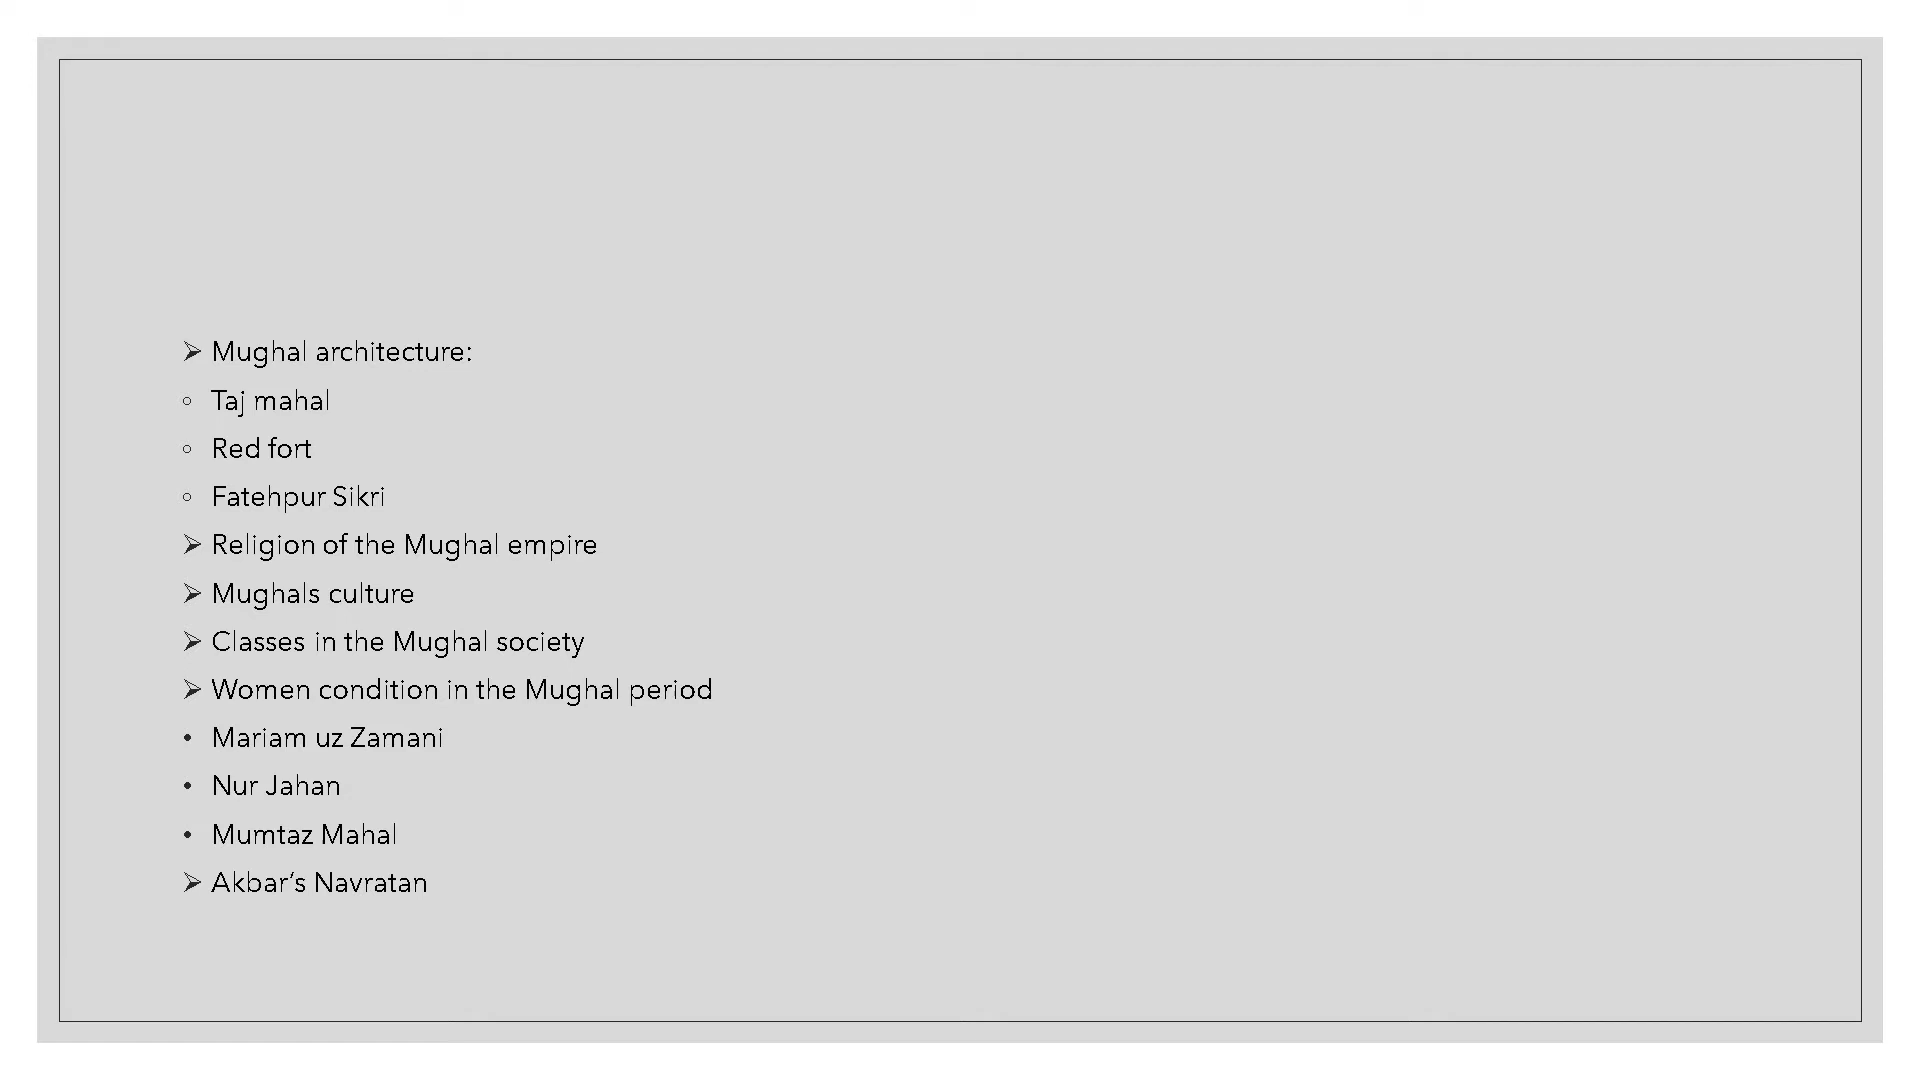 ➢ Mughal architecture:
◦ Taj mahal
◦ Red fort
◦ Fatehpur Sikri
➢ Religion of the Mughal empire
➢ Mughals culture
➢ Classes in the Mughal society
➢ Women condition in the Mughal period
• Mariam uz Zamani
• Nur Jahan
• Mumtaz Mahal
➢ Akbar’s Navratan